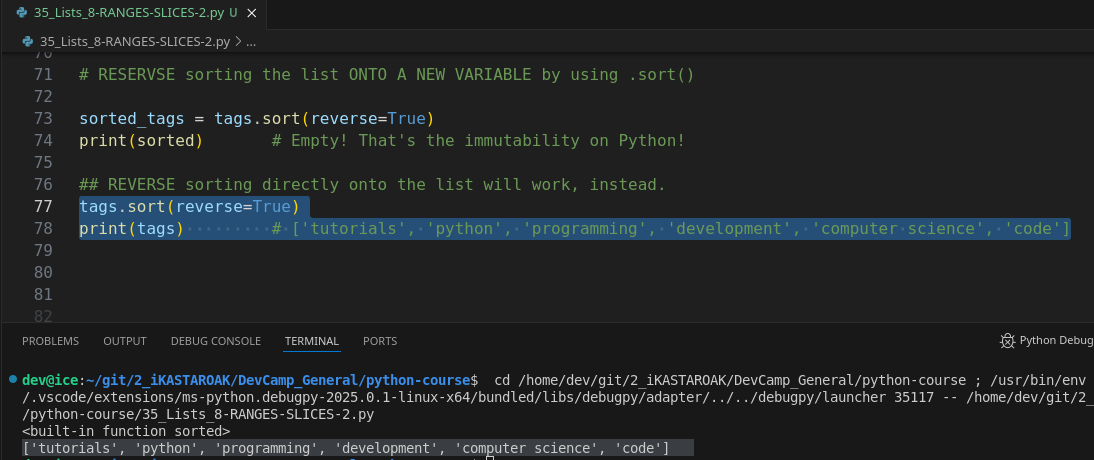 35_Lists_8-RANGES-SLICES-2.py U ×
35_Lists_8-RANGES-SLICES-2.py > ...
70
71 # RESERVSE sorting the list ONTO A NEW VARIABLE by using .sort()
72
73 sorted_tags = tags.sort(reverse=True)
74 print(sorted) # Empty! That's the immutability on Python!
75
76 ## REVERSE sorting directly onto the list will work, instead.
77 tags.sort(reverse=True)
78 print(tags) # ['tutorials', 'python', 'programming', 'development', 'computer science', 'code']
79
80
81
82
PROBLEMS OUTPUT DEBUG CONSOLE TERMINAL PORTS Python Debug
dev@ice:~/git/2_iKASTAROAK/DevCamp_General/python-course$ cd /home/dev/git/2_iKASTAROAK/DevCamp_General/python-course ; /usr/bin/env
/.vscode/extensions/ms-python.debugpy-2025.0.1-linux-x64/bundled/libs/debugpy/adapter/../../debugpy/launcher 35117 -- /home/dev/git/2_
/python-course/35_Lists_8-RANGES-SLICES-2.py
<built-in function sorted>
['tutorials', 'python', 'programming', 'development', 'computer science', 'code']